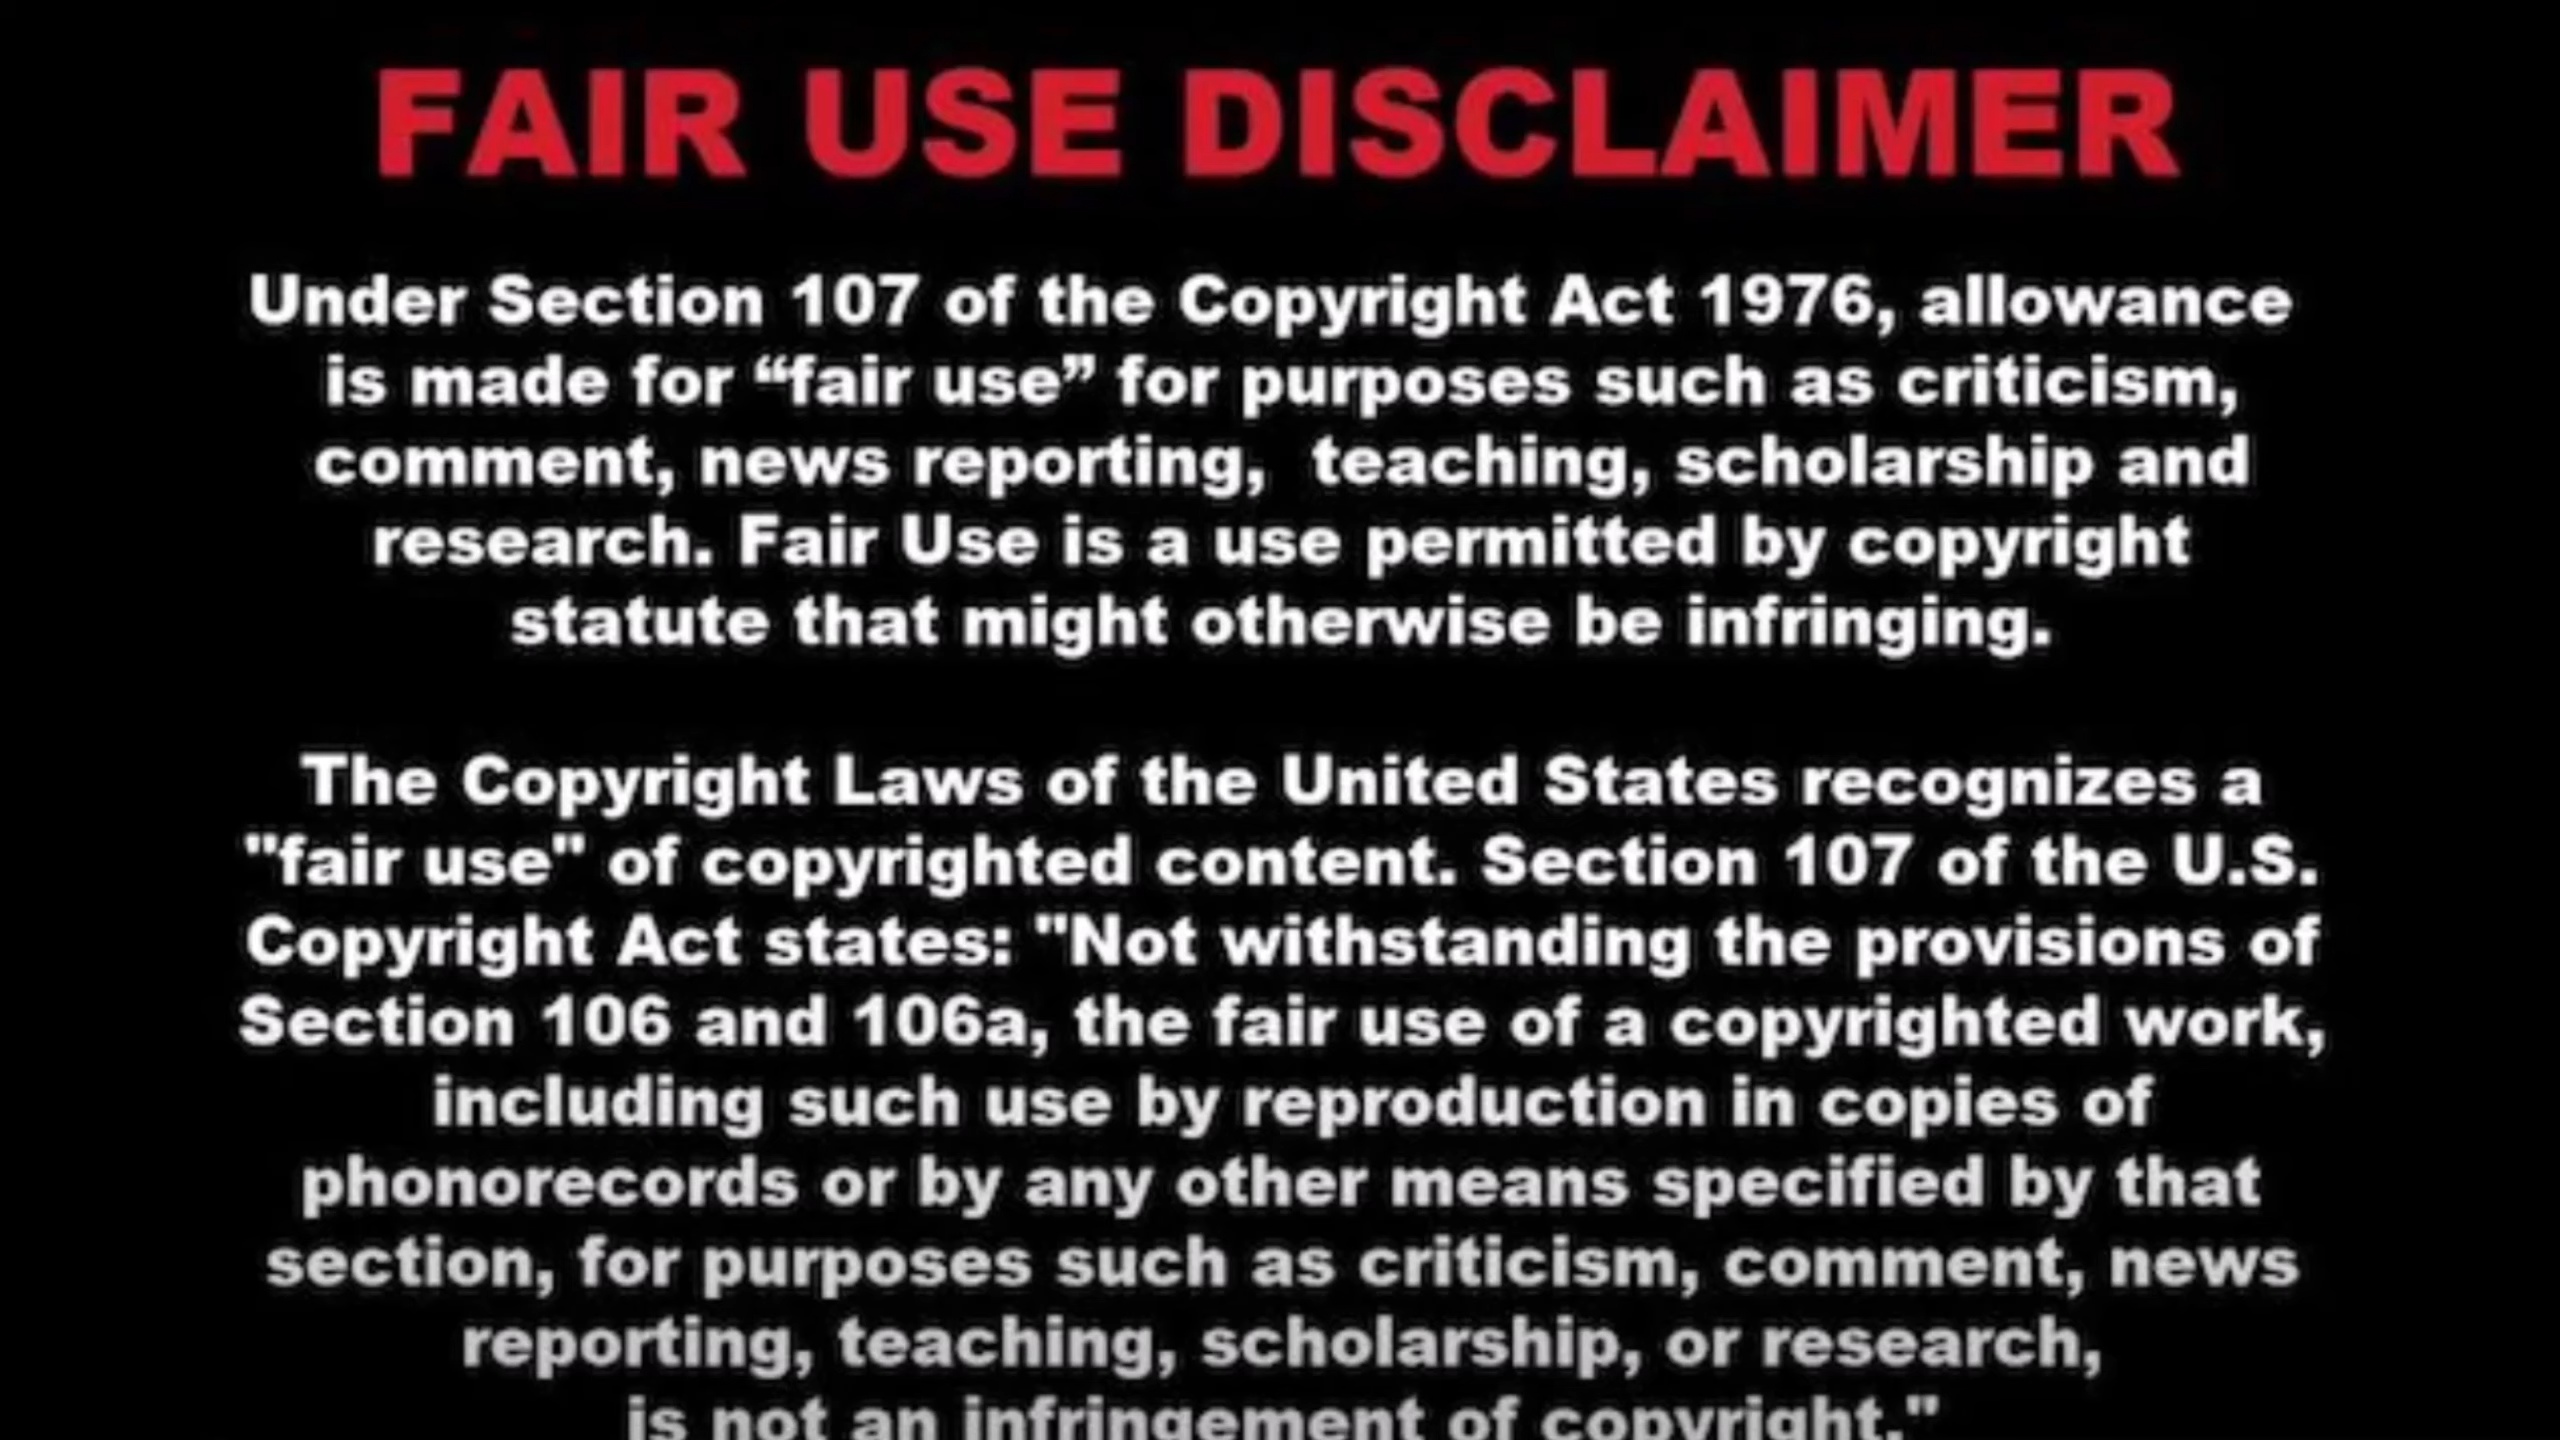 FAIR USE DISCLAIMER
Under Section 107 of the Copyright Act 1976, allowance
is made for “fair use” for purposes such as criticism,
comment, news reporting,  teaching, scholarship and
research. Fair Use is a use permitted by copyright
statute that might otherwise be infringing.
The Copyright Laws of the United States recognizes a
"fair use" of copyrighted content. Section 107 of the U.S.
Copyright Act states: "Not withstanding the provisions of
Section 106 and 106a, the fair use of a copyrighted work,
including such use by reproduction in copies of
phonorecords or by any other means specified by that
section, for purposes such as criticism, comment, news
reporting, teaching, scholarship, or research,
is not an infringement of copyright."